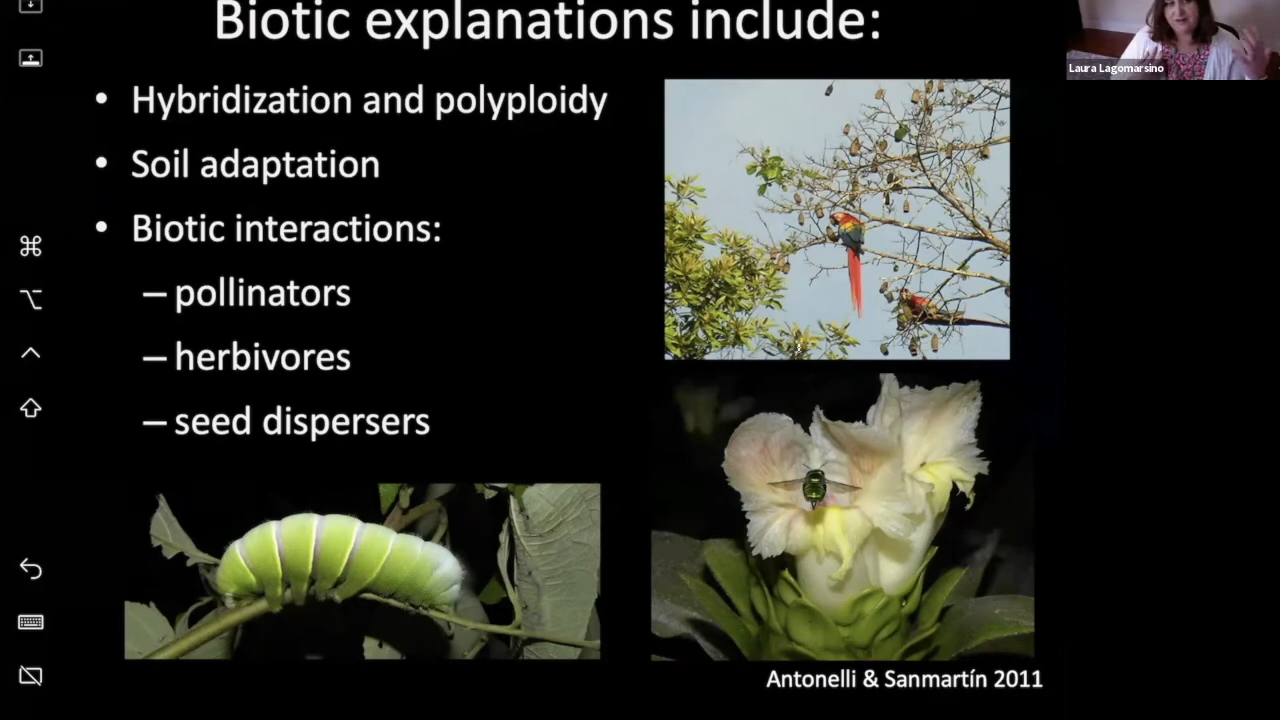 Biotic explanations include:
Laura Lagomarsino
• Hybridization and polyploidy
• Soil adaptation
• Biotic interactions:
– pollinators
– herbivores
– seed dispersers
Antonelli & Sanmartín 2011